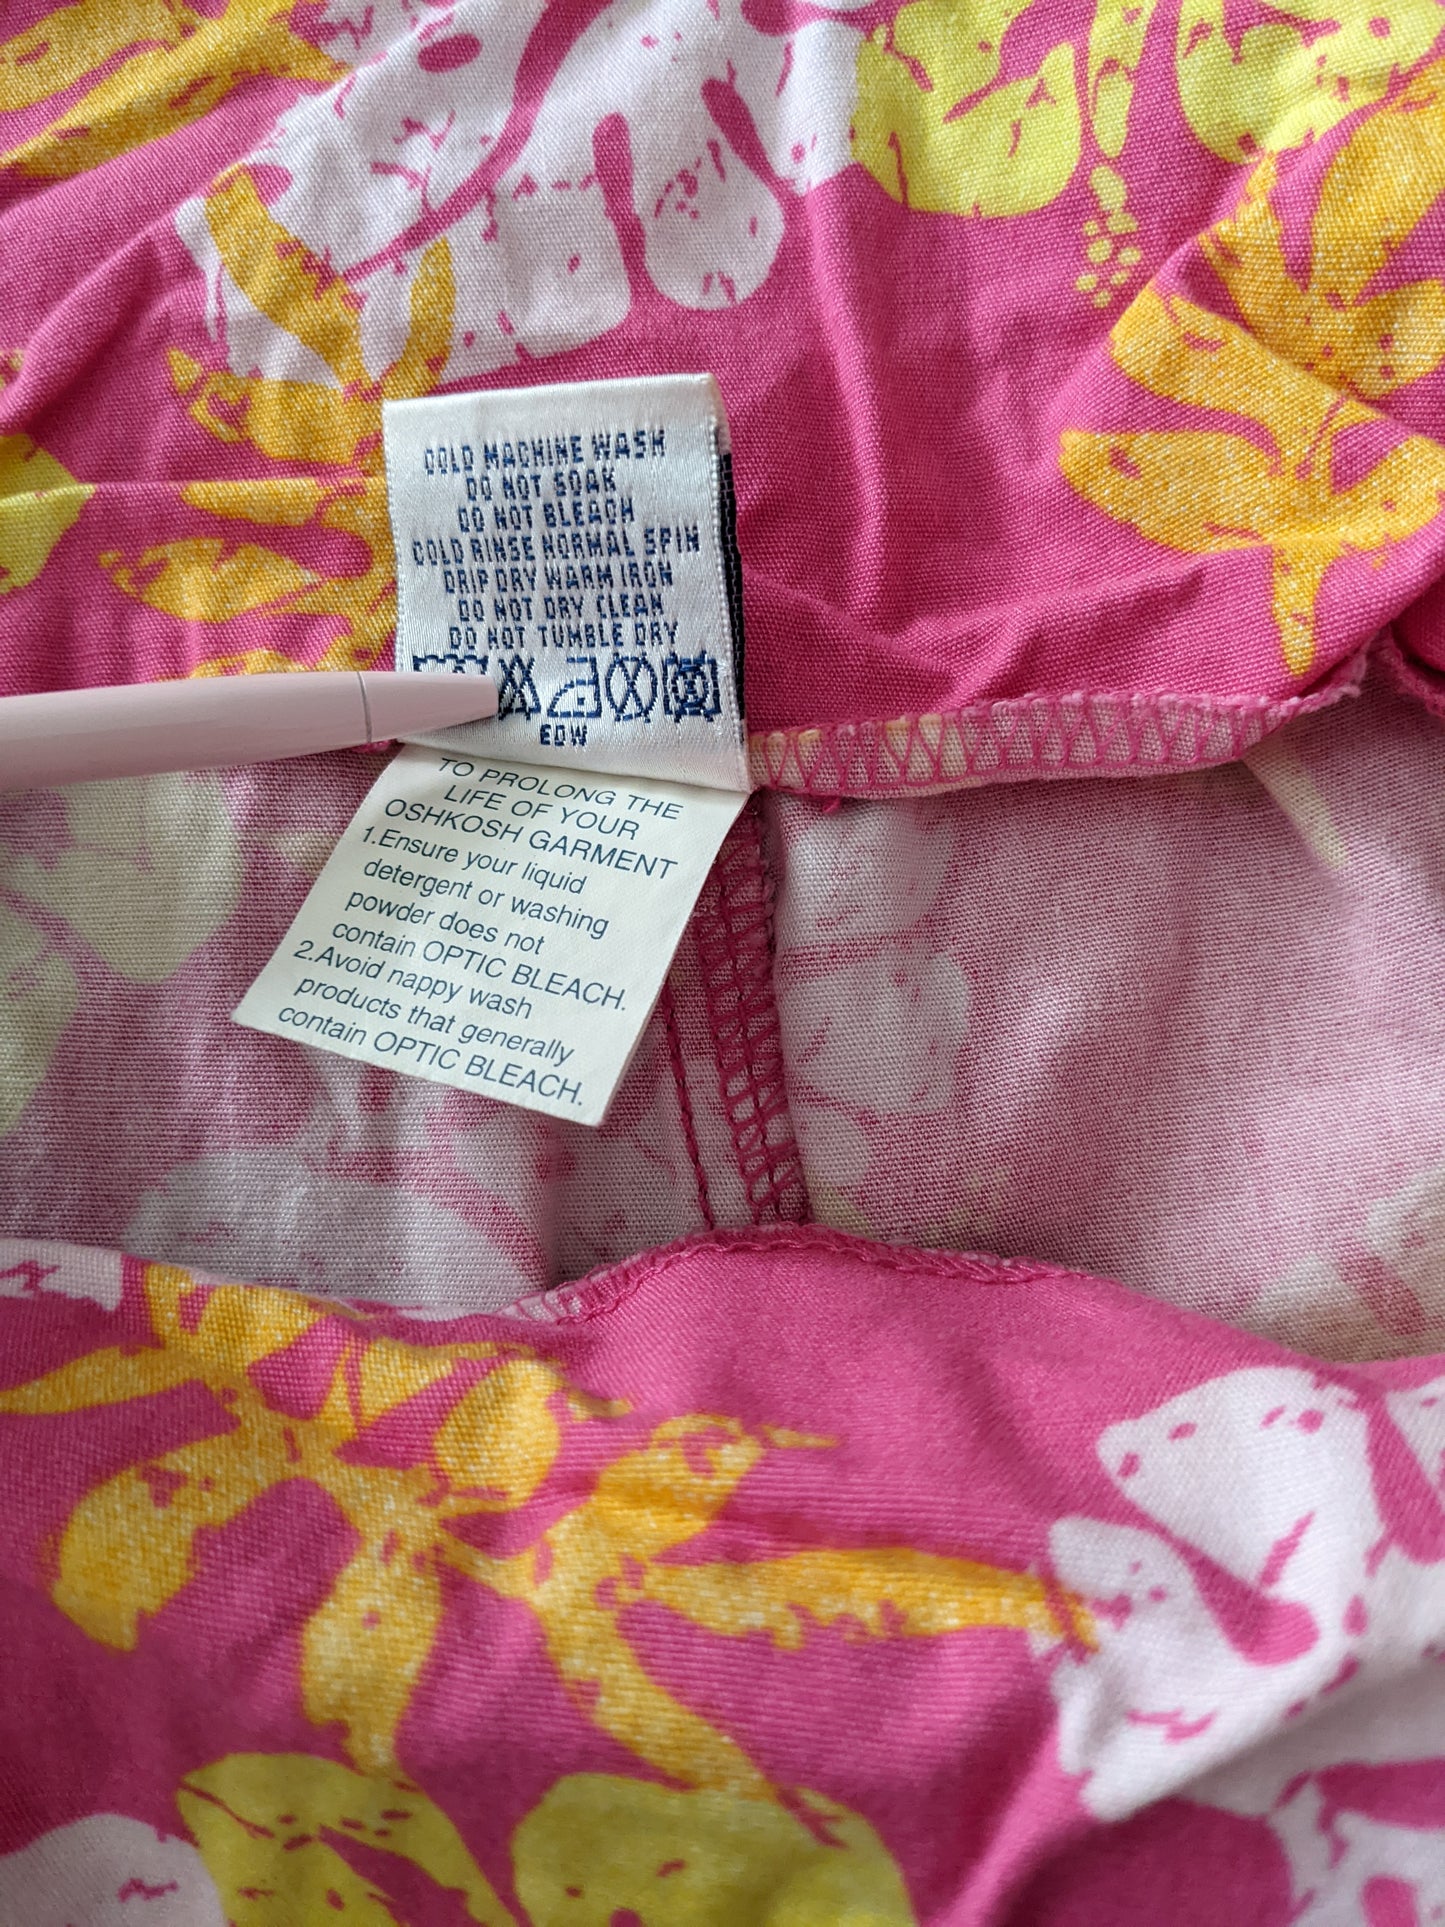 COLD MACHINE WASH
DO NOT SOAK
DO NOT BLEACH
COLD RINSE NORMAL SPIN
DRIP DRY WARM IRON
DO NOT DRY CLEAN
DO NOT TUMBLE DRY
EDW
TO PROLONG THE
LIFE OF YOUR
OSHKOSH GARMENT
1.Ensure your liquid
detergent or washing
powder does not
contain OPTIC BLEACH.
2.Avoid nappy wash
products that generally
contain OPTIC BLEACH.